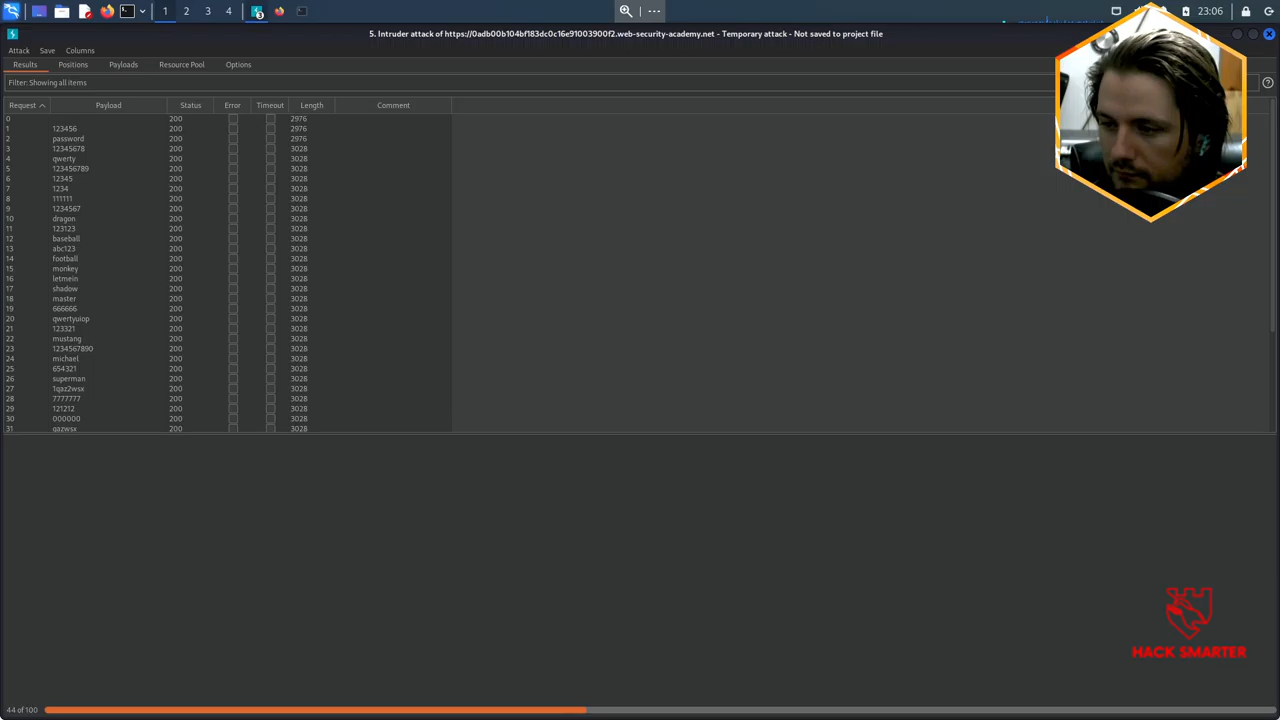 1 2 3 4 3 23:06
5. Intruder attack of https://0adb00b104bf183dc0c16e91003900f2.web-security-academy.net - Temporary attack - Not saved to project file
Attack Save Columns
Results Positions Payloads Resource Pool Options
Filter: Showing all items
Request Payload Status Error Timeout Length Comment
0 200 2976
1 123456 200 2976
2 password 200 2976
3 12345678 200 3028
4 qwerty 200 3028
5 123456789 200 3028
6 12345 200 3028
7 1234 200 3028
8 111111 200 3028
9 1234567 200 3028
10 dragon 200 3028
11 123123 200 3028
12 baseball 200 3028
13 abc123 200 3028
14 football 200 3028
15 monkey 200 3028
16 letmein 200 3028
17 shadow 200 3028
18 master 200 3028
19 666666 200 3028
20 qwertyuiop 200 3028
21 123321 200 3028
22 mustang 200 3028
23 1234567890 200 3028
24 michael 200 3028
25 654321 200 3028
26 superman 200 3028
27 1qaz2wsx 200 3028
28 7777777 200 3028
29 121212 200 3028
30 000000 200 3028
31 qazwsx 200 3028
HACK SMARTER
44 of 100